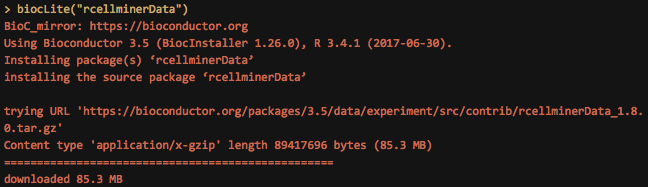 > biocLite("rcellminerData")
BioC_mirror: https://bioconductor.org
Using Bioconductor 3.5 (BiocInstaller 1.26.0), R 3.4.1 (2017-06-30).
Installing package(s) ‘rcellminerData’
installing the source package ‘rcellminerData’

trying URL 'https://bioconductor.org/packages/3.5/data/experiment/src/contrib/rcellminerData_1.8.
0.tar.gz'
Content type 'application/x-gzip' length 89417696 bytes (85.3 MB)
==================================================
downloaded 85.3 MB